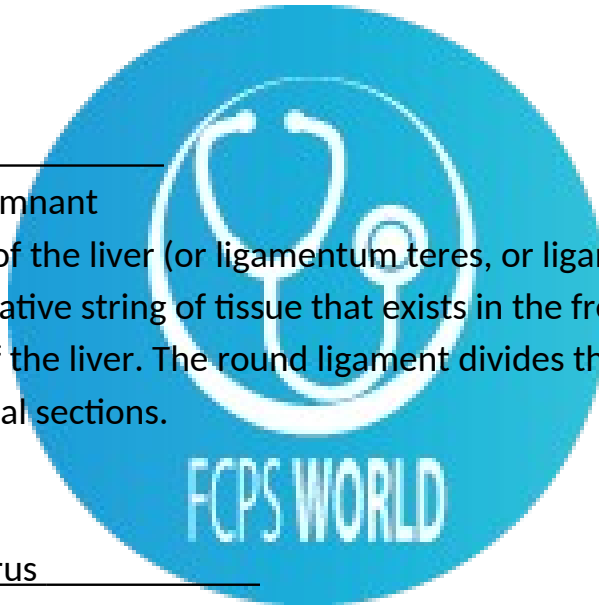 mnant
of the liver (or ligamentum teres, or liga
ative string of tissue that exists in the fr
the liver. The round ligament divides th
al sections.
FCPS WORLD
rus